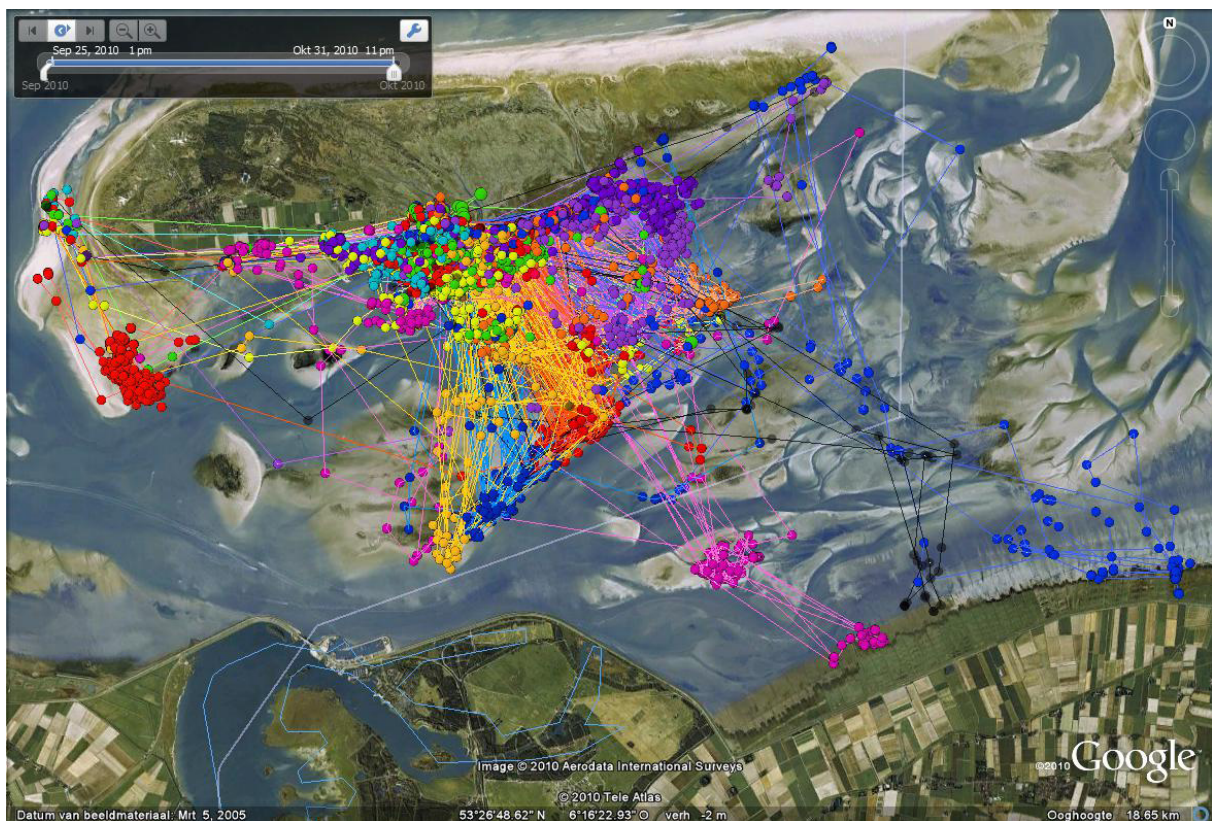 N
Sep 25, 2010 1 pm Okt 31, 2010 11 pm
Sep 2010 Okt 2010
Image © 2010 Aerodata International Surveys
©2010 Google
© 2010 Tele Atlas
Datum van beeldmateriaal: Mrt 5, 2005 53°26'48.62" N 6°16'22.93" O verh -2 m Ooghoogte 18.65 km